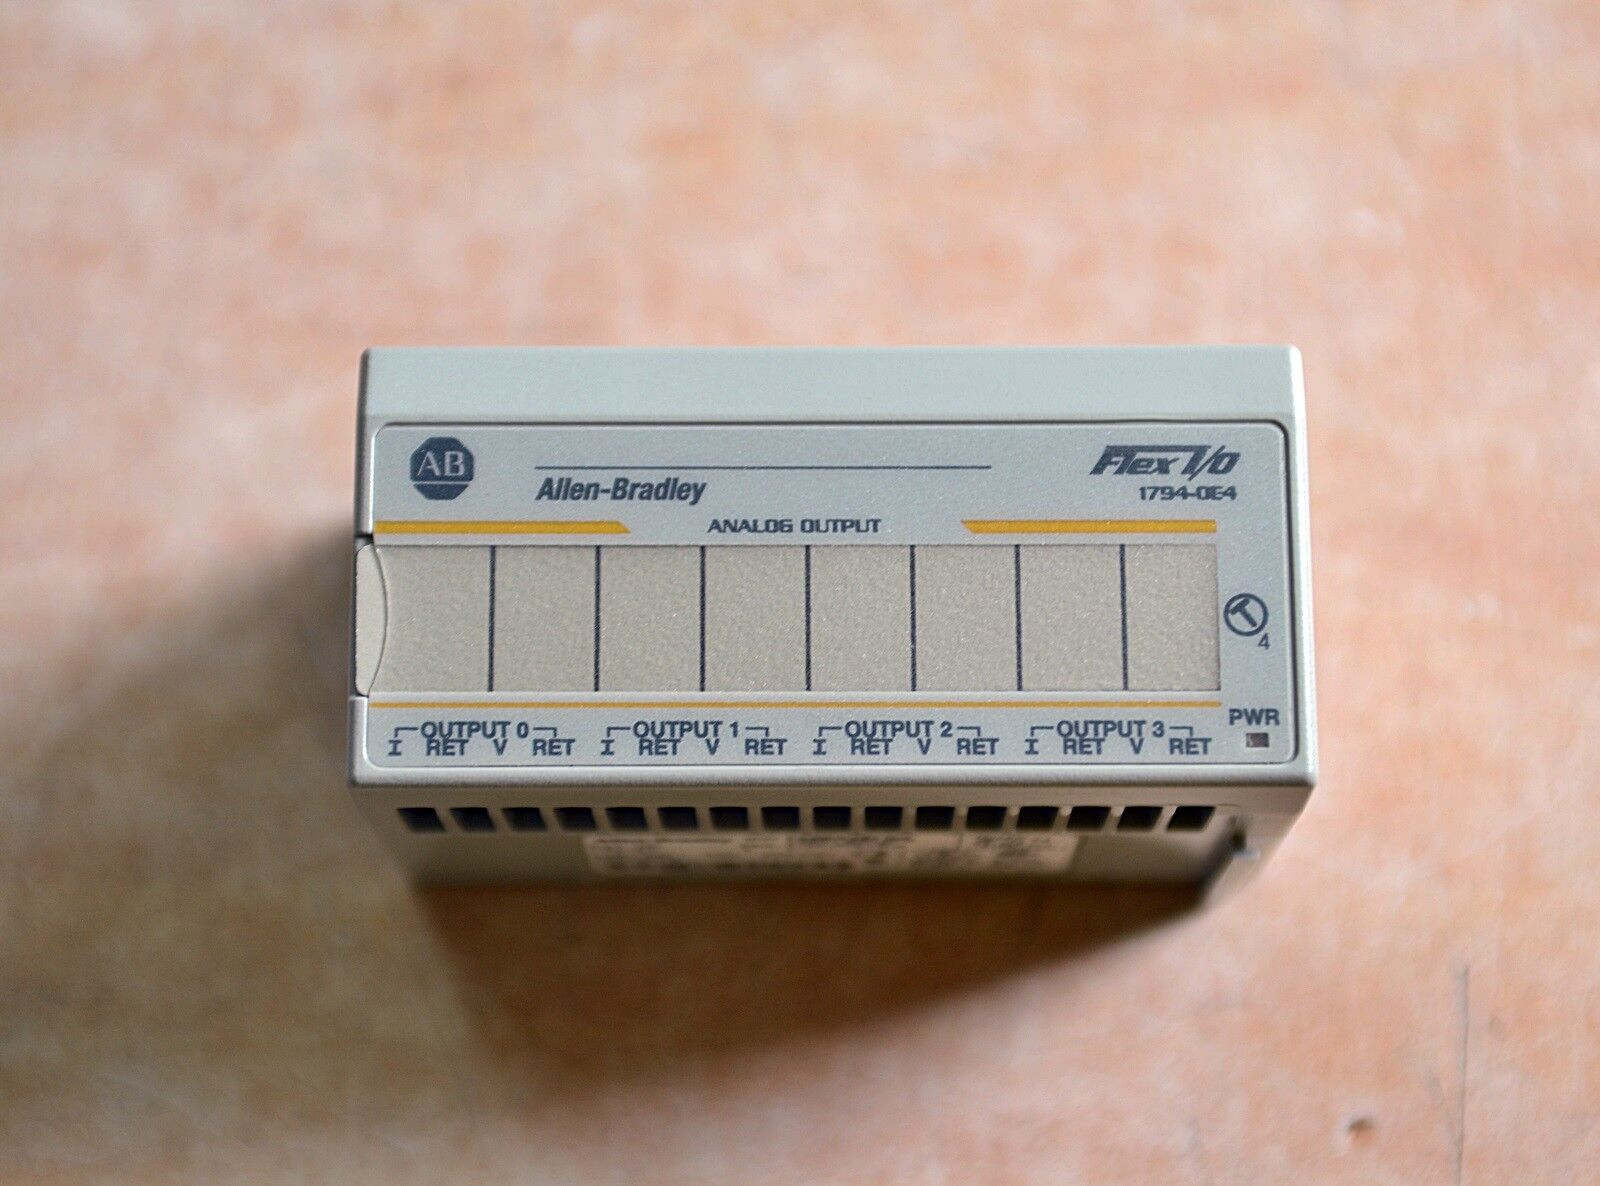 AB
Allen-Bradley
Flex I/O
1794-OE4
ANALOG OUTPUT
4
PWR
OUTPUT 0 OUTPUT 1 OUTPUT 2 OUTPUT 3
I RET V RET I RET V RET I RET V RET I RET V RET